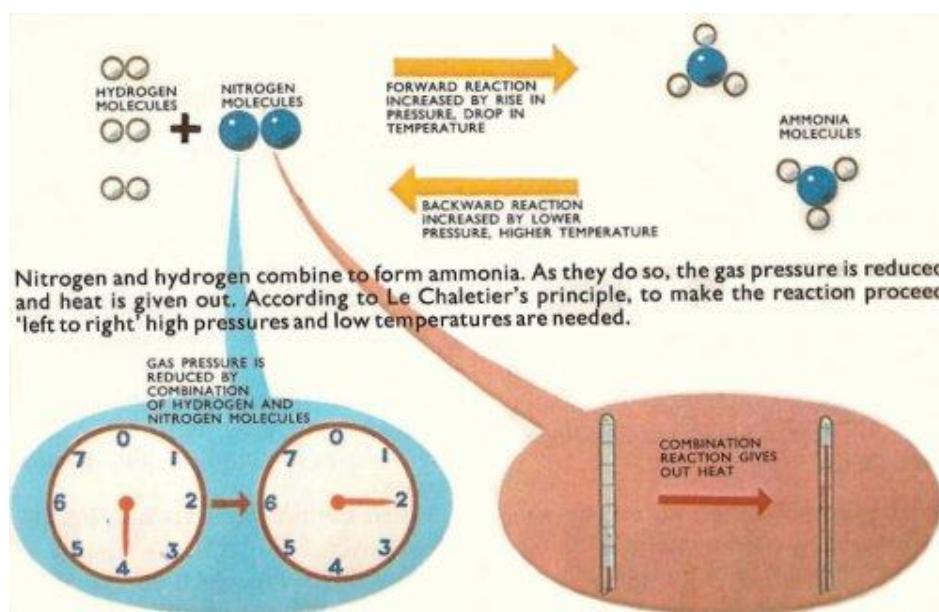 HYDROGEN
MOLECULES
NITROGEN
MOLECULES
+
FORWARD REACTION
INCREASED BY RISE IN
PRESSURE, DROP IN
TEMPERATURE
AMMONIA
MOLECULES
BACKWARD REACTION
INCREASED BY LOWER
PRESSURE, HIGHER TEMPERATURE
Nitrogen and hydrogen combine to form ammonia. As they do so, the gas pressure is reduced
and heat is given out. According to Le Chaletier's principle, to make the reaction proceed
'left to right' high pressures and low temperatures are needed.
GAS PRESSURE IS
REDUCED BY
COMBINATION
OF HYDROGEN AND
NITROGEN MOLECULES
0
7 1
6 2
5 3
4
0
7 1
6 2
5 3
4
COMBINATION
REACTION GIVES
OUT HEAT